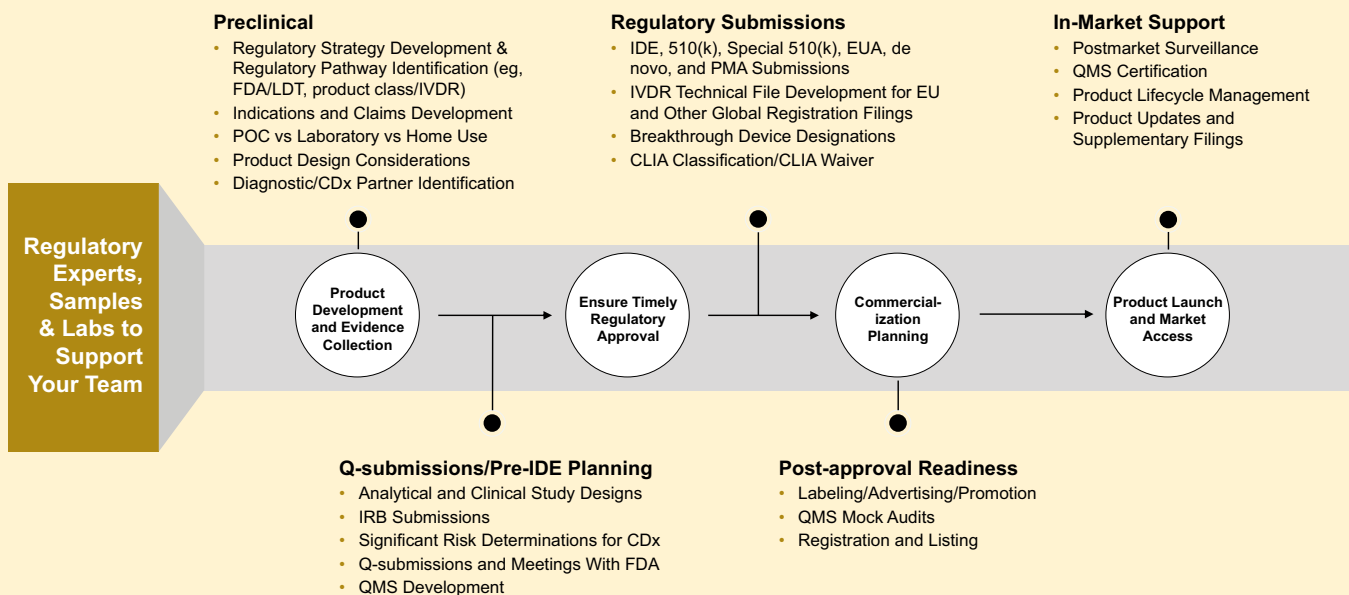 Preclinical
• Regulatory Strategy Development &
Regulatory Pathway Identification (eg,
FDA/LDT, product class/IVDR)
• Indications and Claims Development
• POC vs Laboratory vs Home Use
• Product Design Considerations
• Diagnostic/CDx Partner Identification
Regulatory Submissions
• IDE, 510(k), Special 510(k), EUA, de
novo, and PMA Submissions
• IVDR Technical File Development for EU
and Other Global Registration Filings
• Breakthrough Device Designations
• CLIA Classification/CLIA Waiver
In-Market Support
• Postmarket Surveillance
• QMS Certification
• Product Lifecycle Management
• Product Updates and
Supplementary Filings
Regulatory
Experts,
Samples
& Labs to
Support
Your Team
Product
Development
and Evidence
Collection
Ensure Timely
Regulatory
Approval
Commercial-
ization
Planning
Product Launch
and Market
Access
Q-submissions/Pre-IDE Planning
• Analytical and Clinical Study Designs
• IRB Submissions
• Significant Risk Determinations for CDx
• Q-submissions and Meetings With FDA
• QMS Development
Post-approval Readiness
• Labeling/Advertising/Promotion
• QMS Mock Audits
• Registration and Listing